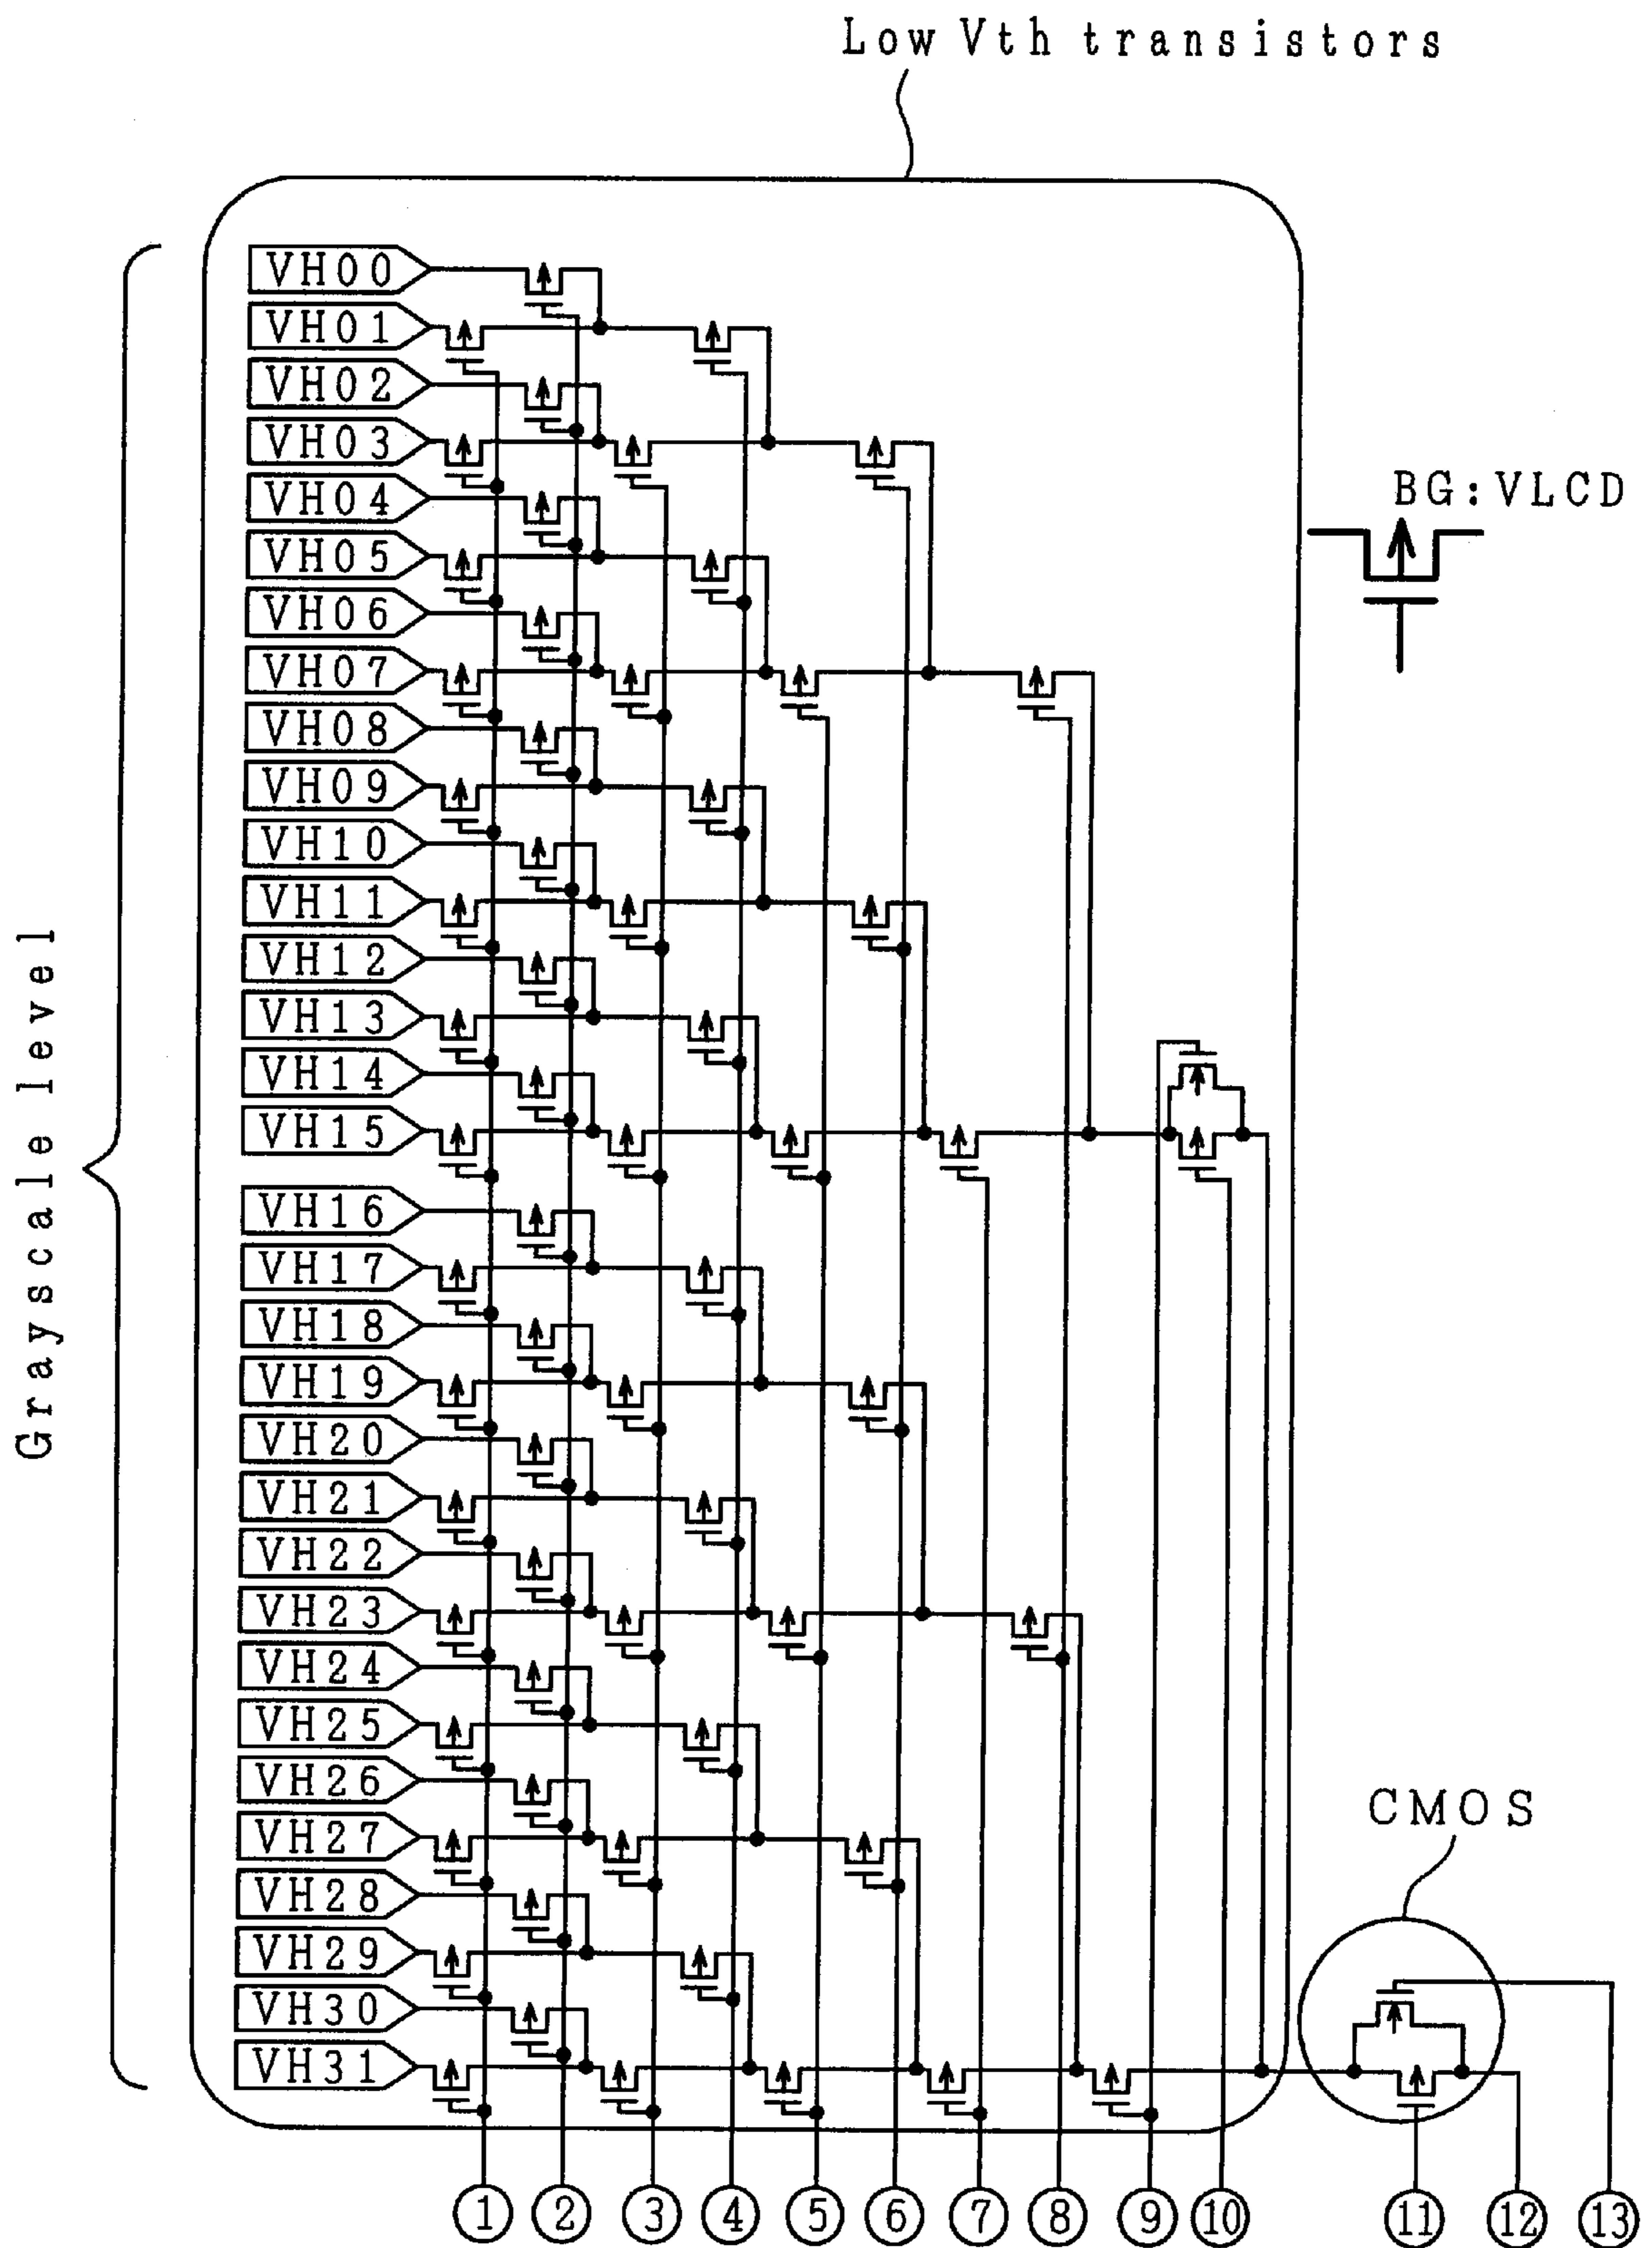 Low Vth transistors
Grayscale level
VH00
VH01
VH02
VH03
VH04
VH05
VH06
VH07
VH08
VH09
VH10
VH11
VH12
VH13
VH14
VH15
VH16
VH17
VH18
VH19
VH20
VH21
VH22
VH23
VH24
VH25
VH26
VH27
VH28
VH29
VH30
VH31
BG:VLCD
CMOS
1 2 3 4 5 6 7 8 9 10 11 12 13